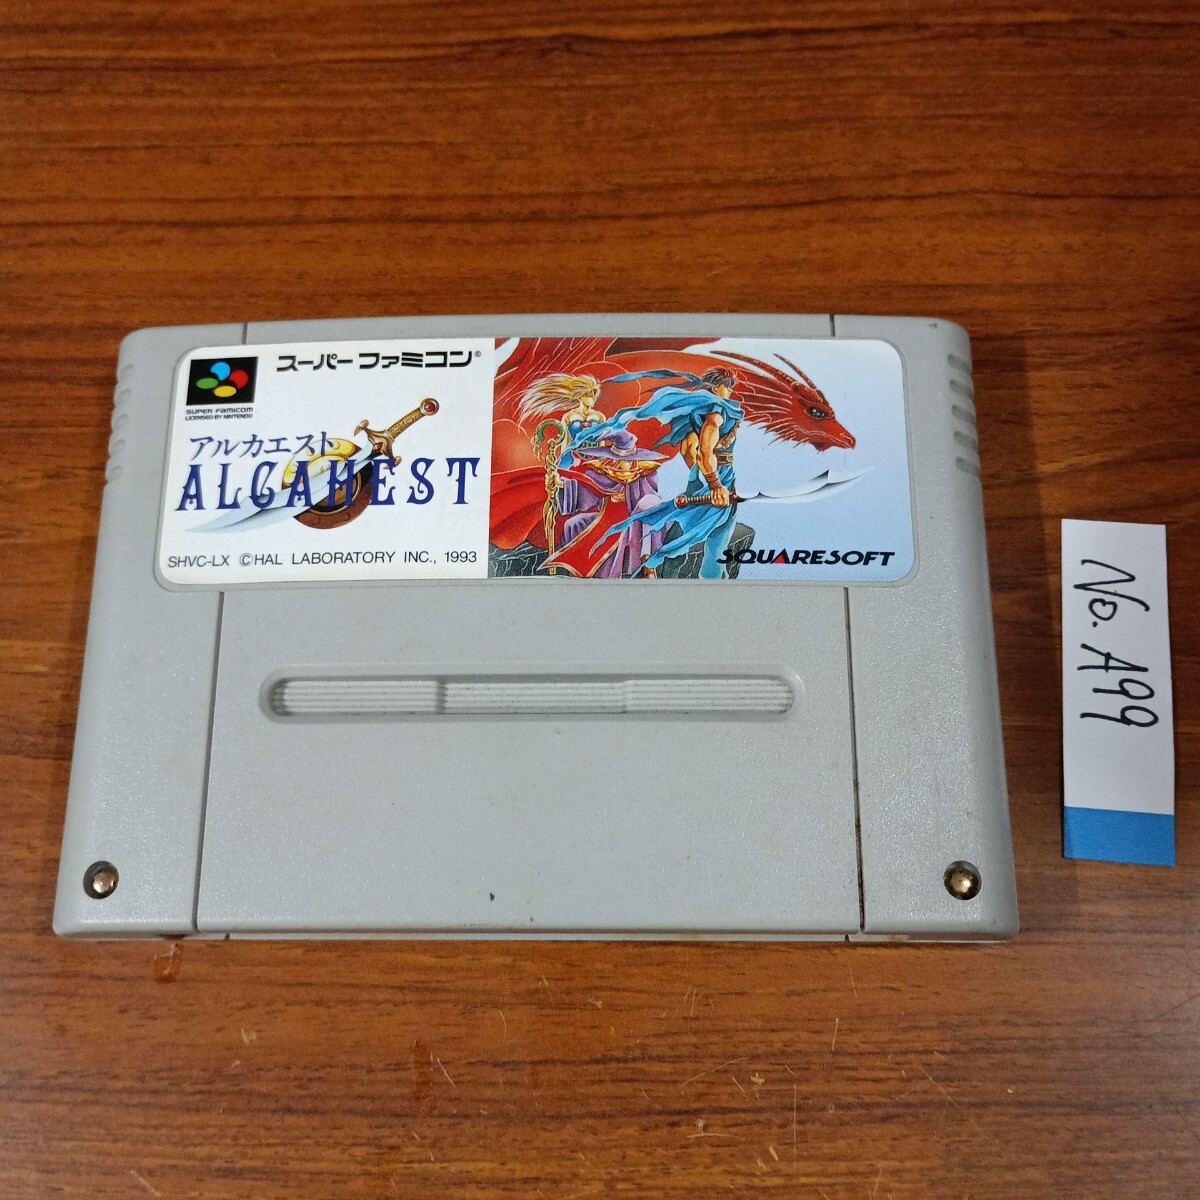 スーパーファミコン®
SUPER FAMICOM
LICENSED BY NINTENDO
アルカエスト
ALCAHEST
SHVC-LX ©HAL LABORATORY INC., 1993
SQUARESOFT
No. A99